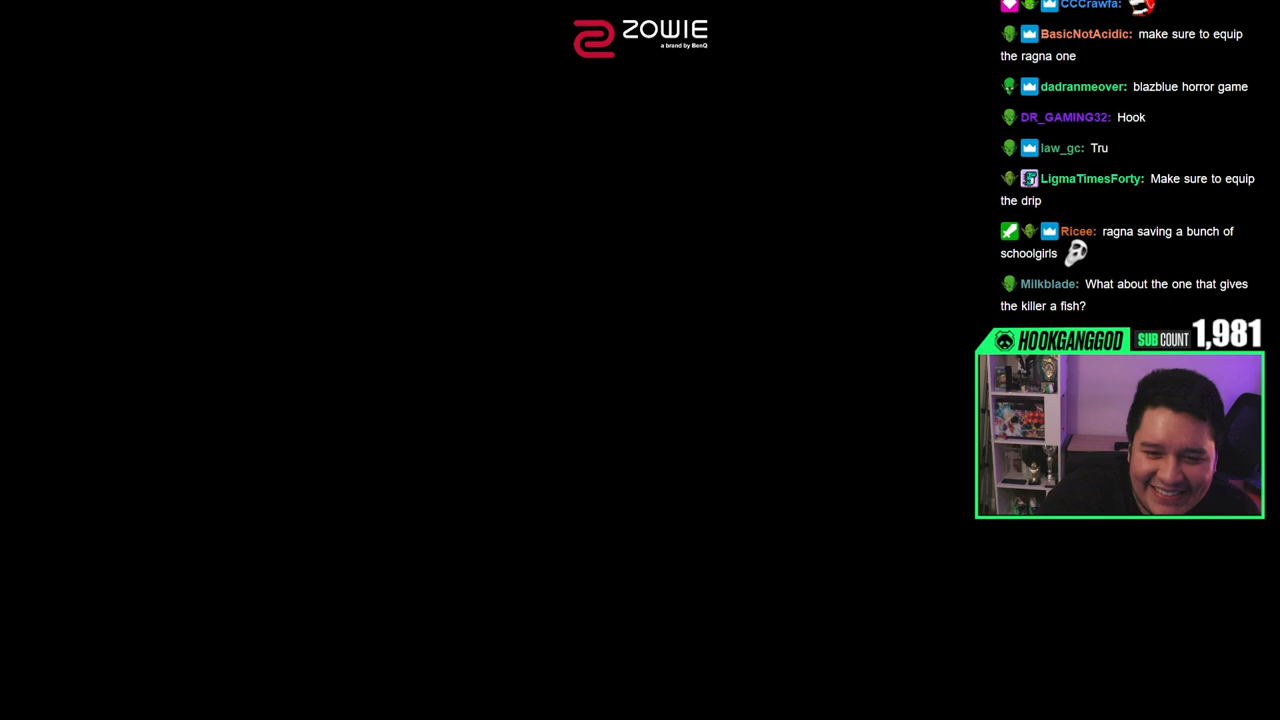 ZOWIE
a brand by BenQ
CCCrawfa:
BasicNotAcidic: make sure to equip
the ragna one
dadranmeover: blazblue horror game
DR_GAMING32: Hook
law_gc: Tru
LigmaTimesForty: Make sure to equip
the drip
Ricee: ragna saving a bunch of
schoolgirls
Milkblade: What about the one that gives
the killer a fish?
HOOKGANGGOD SUB COUNT 1,981